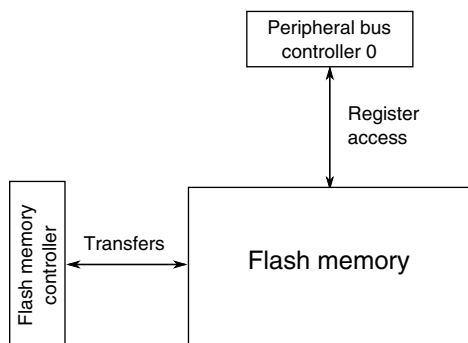 Peripheral bus
controller 0
Register
access
Flash memory
controller
Transfers
Flash memory